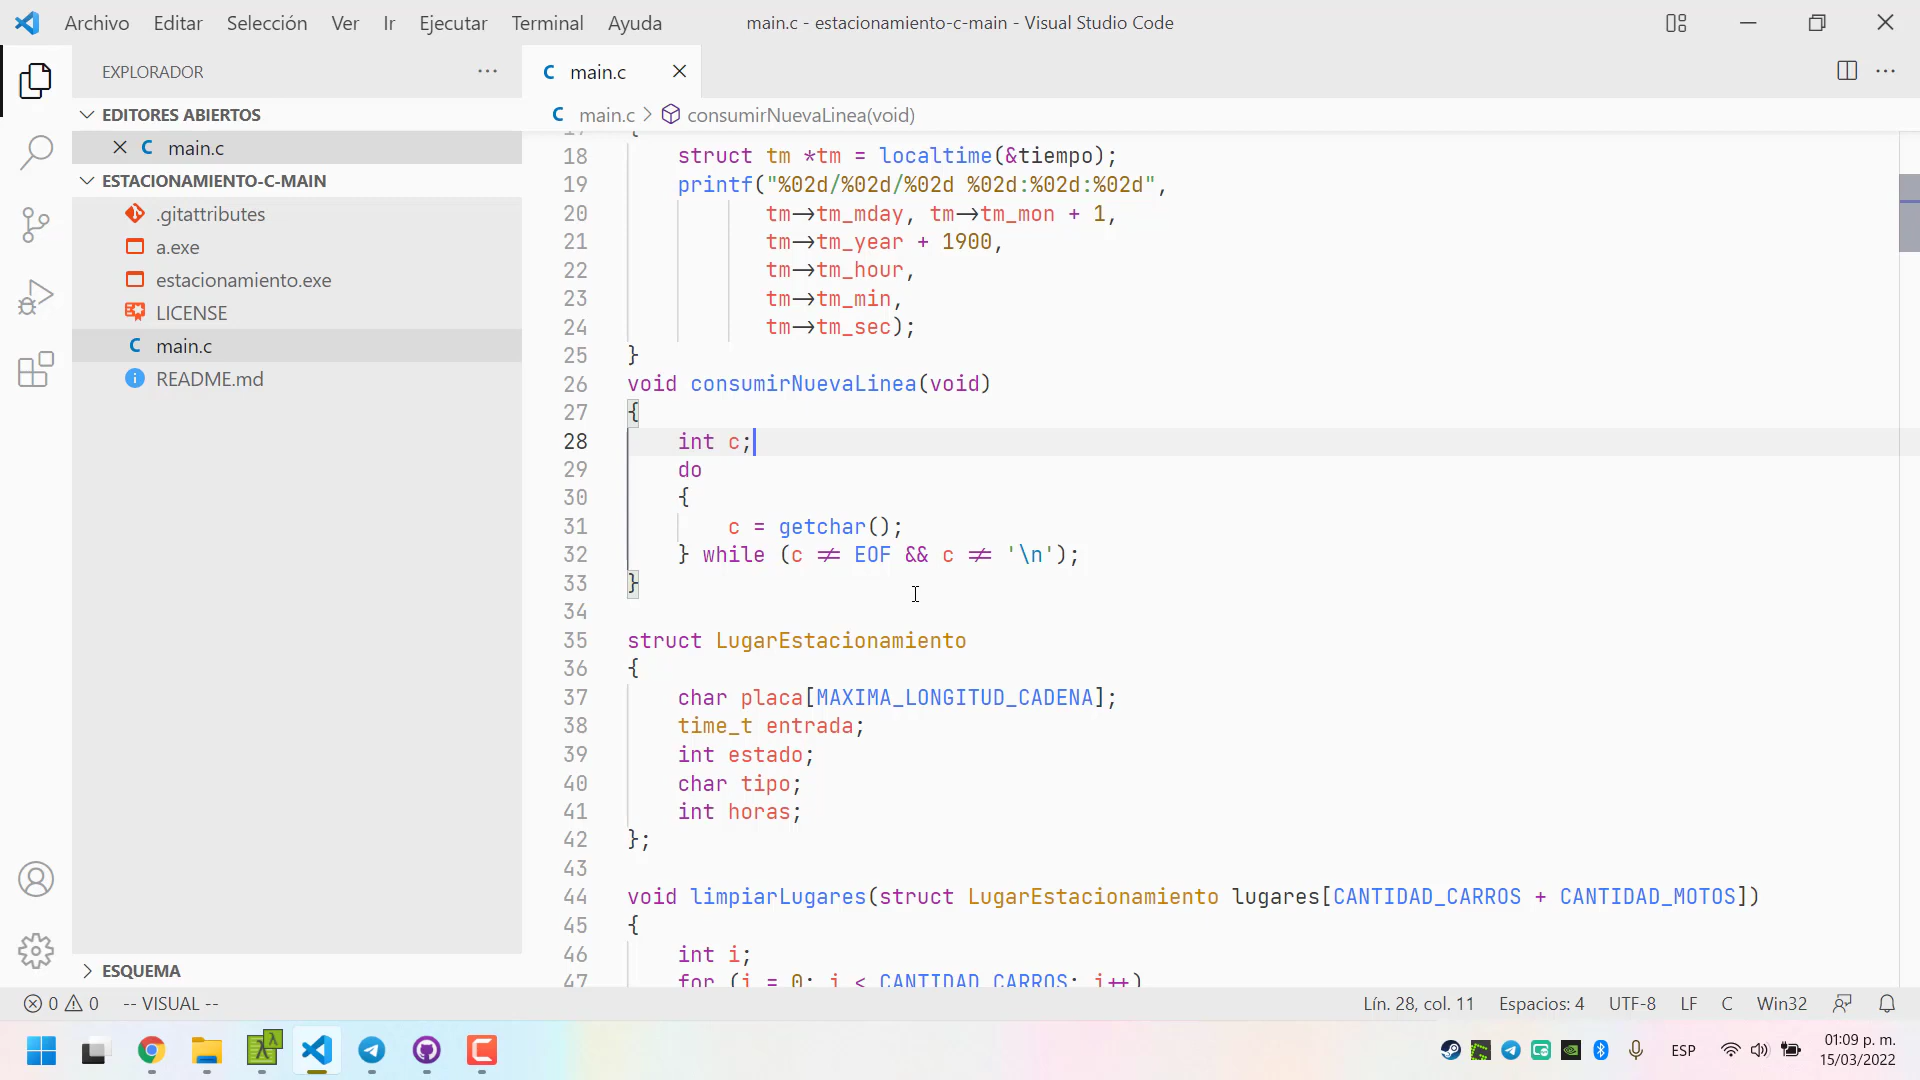 Archivo Editar Selección Ver Ir Ejecutar Terminal Ayuda main.c - estacionamiento-c-main - Visual Studio Code
EXPLORADOR
EDITORES ABIERTOS
C main.c
ESTACIONAMIENTO-C-MAIN
.gitattributes
a.exe
estacionamiento.exe
LICENSE
C main.c
README.md
ESQUEMA
C main.c
C main.c > consumirNuevaLinea(void)
17 {
18 struct tm *tm = localtime(&tiempo);
19 printf("%02d/%02d/%02d %02d:%02d:%02d",
20 tm->tm_mday, tm->tm_mon + 1,
21 tm->tm_year + 1900,
22 tm->tm_hour,
23 tm->tm_min,
24 tm->tm_sec);
25 }
26 void consumirNuevaLinea(void)
27 {
28 int c;
29 do
30 {
31 c = getchar();
32 } while (c != EOF && c != '\n');
33 }
34
35 struct LugarEstacionamiento
36 {
37 char placa[MAXIMA_LONGITUD_CADENA];
38 time_t entrada;
39 int estado;
40 char tipo;
41 int horas;
42 };
43
44 void limpiarLugares(struct LugarEstacionamiento lugares[CANTIDAD_CARROS + CANTIDAD_MOTOS])
45 {
46 int i;
47 for (i = 0; i < CANTIDAD_CARROS; i++)
0 0 -- VISUAL -- Lín. 28, col. 11 Espacios: 4 UTF-8 LF C Win32
ESP 01:09 p. m.
15/03/2022